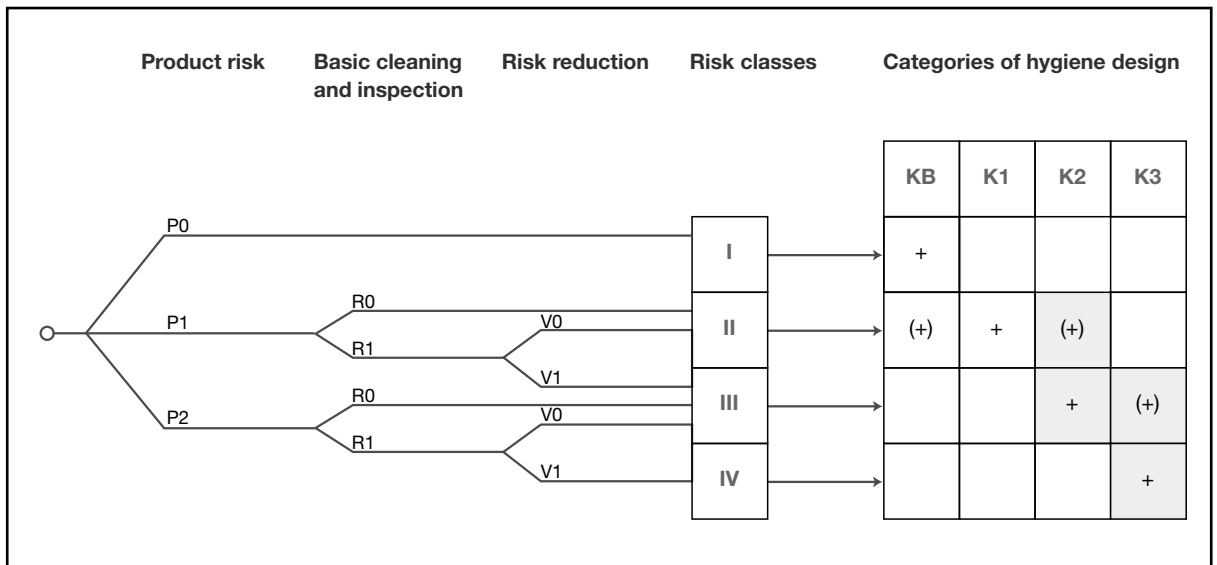 Product risk
Basic cleaning
and inspection
Risk reduction
Risk classes
Categories of hygiene design
KB K1 K2 K3
P0
I
+
R0
P1
V0
II
(+) + (+)
R1
V1
R0
III
+ (+)
P2
V0
R1
V1
IV
+